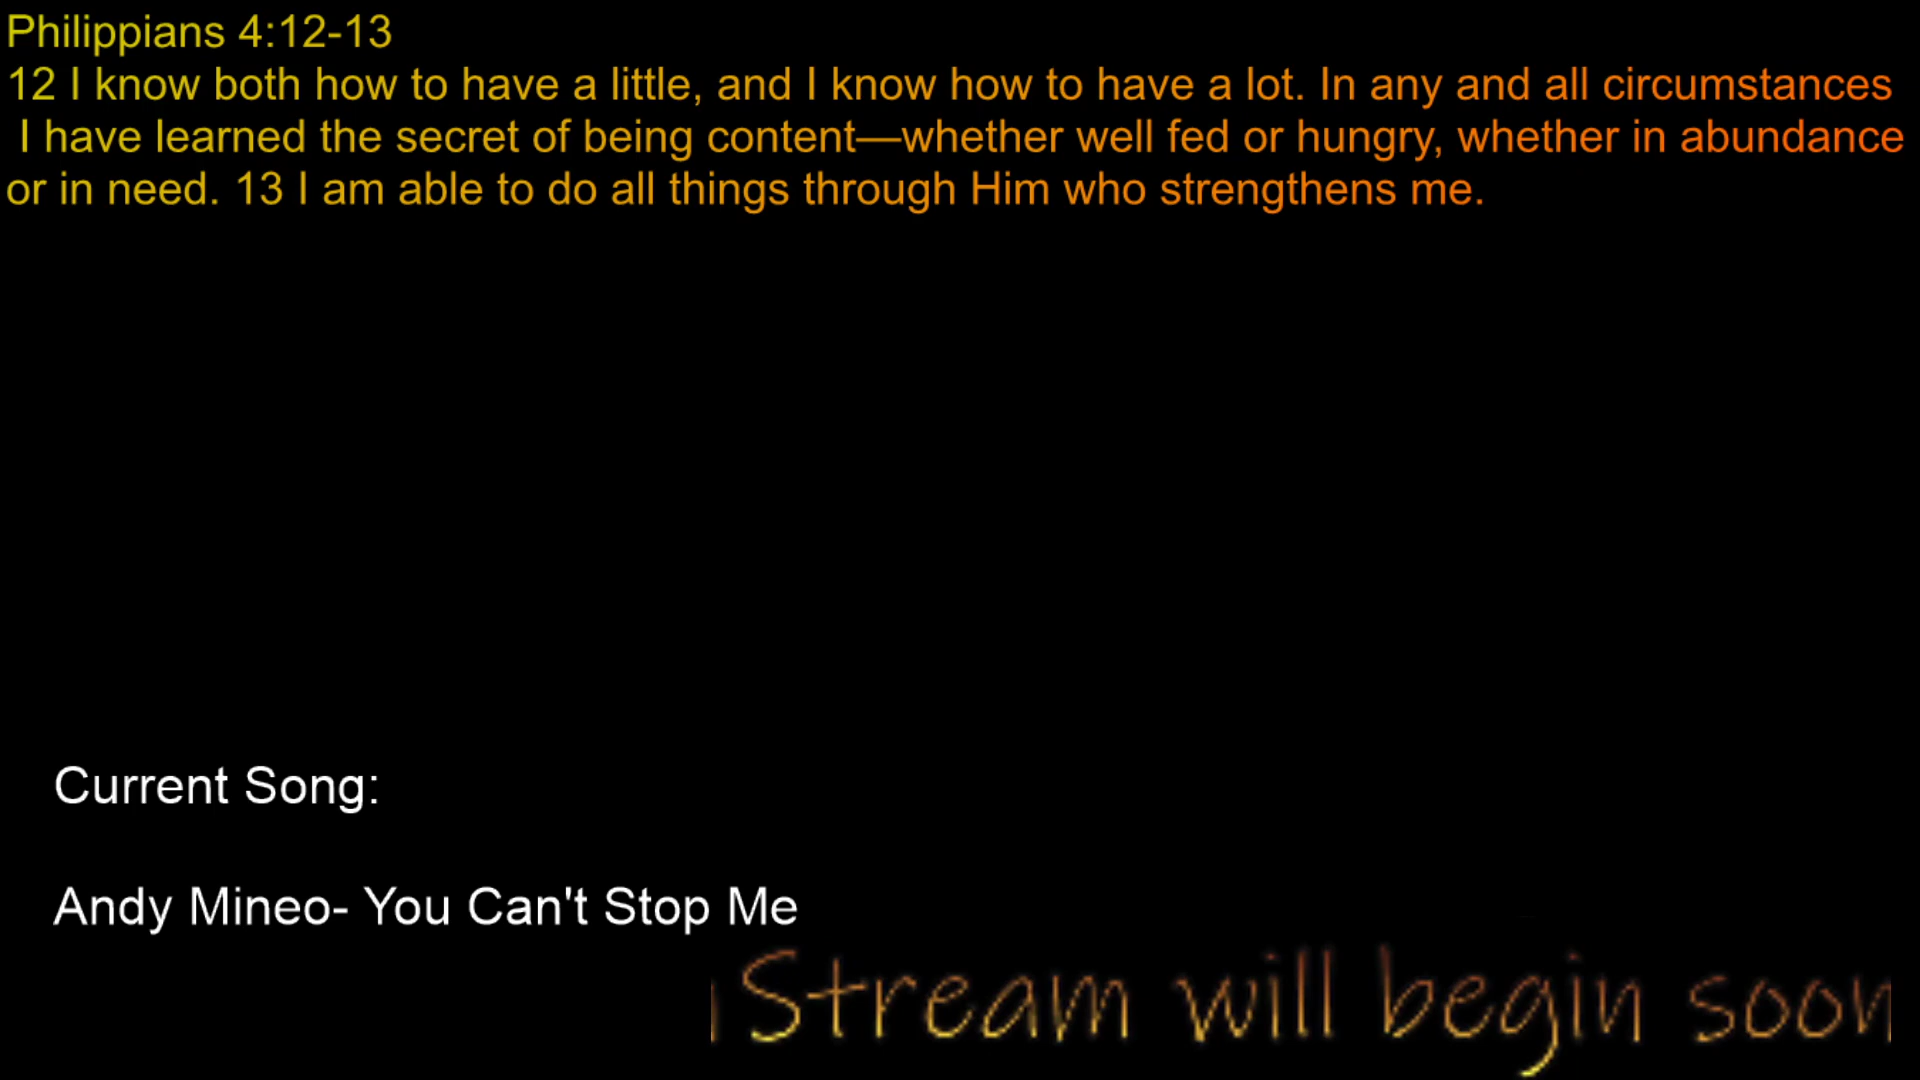 Philippians 4:12-13
12 I know both how to have a little, and I know how to have a lot. In any and all circumstances
I have learned the secret of being content—whether well fed or hungry, whether in abundance
or in need. 13 I am able to do all things through Him who strengthens me.
Current Song:
Andy Mineo- You Can't Stop Me
Stream will begin soon